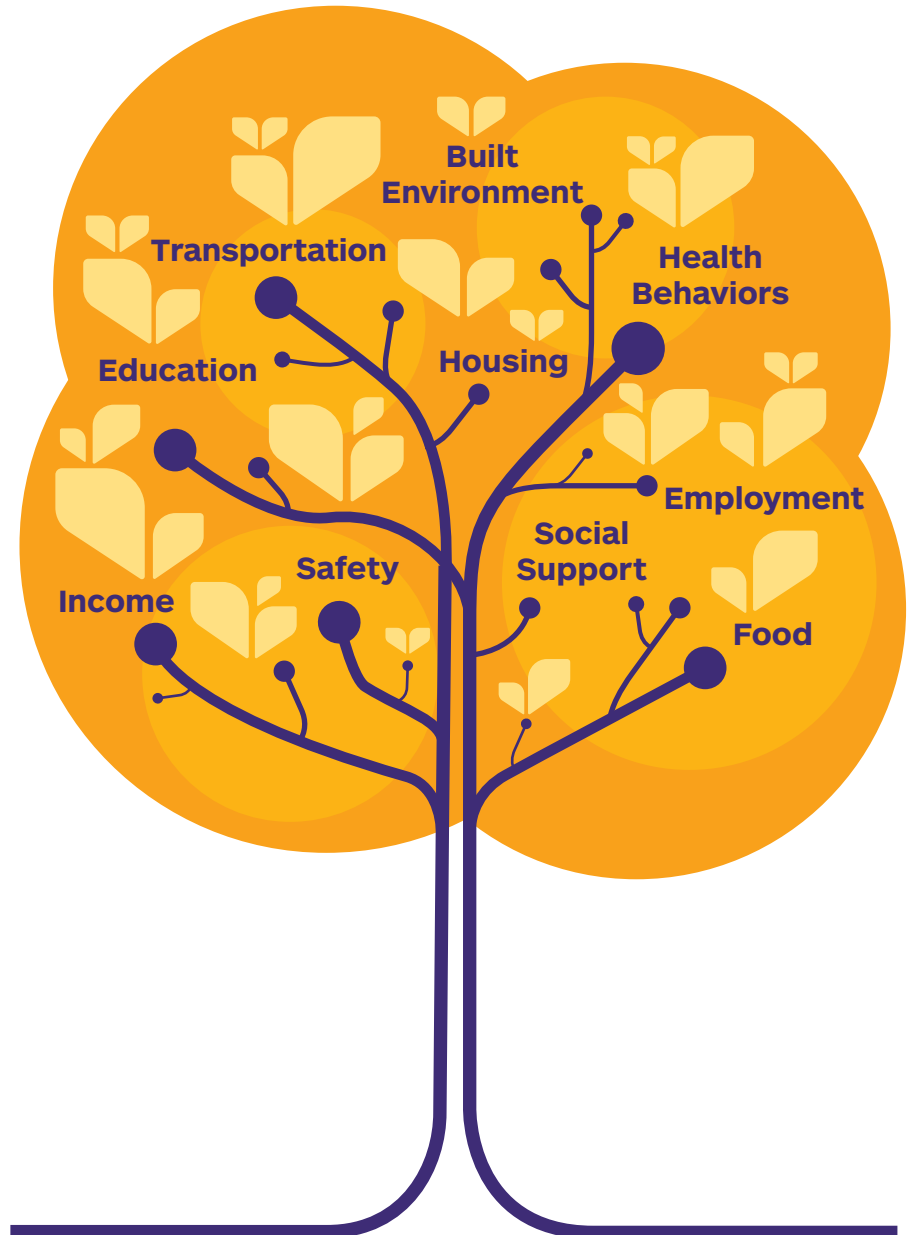 Built
Environment
Transportation
Health
Behaviors
Housing
Education
Employment
Social
Support
Safety
Income
Food